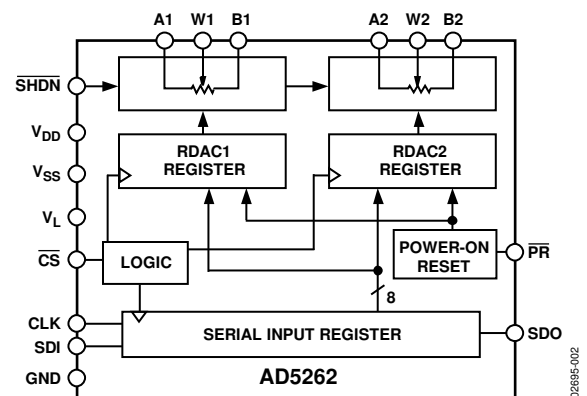 A1 W1 B1 A2 W2 B2
SHDN
VDD
RDAC1
REGISTER
RDAC2
REGISTER
VSS
VL
CS
LOGIC
POWER-ON
RESET
PR
8
CLK
SDI
SERIAL INPUT REGISTER
SDO
GND
AD5262
02695-002